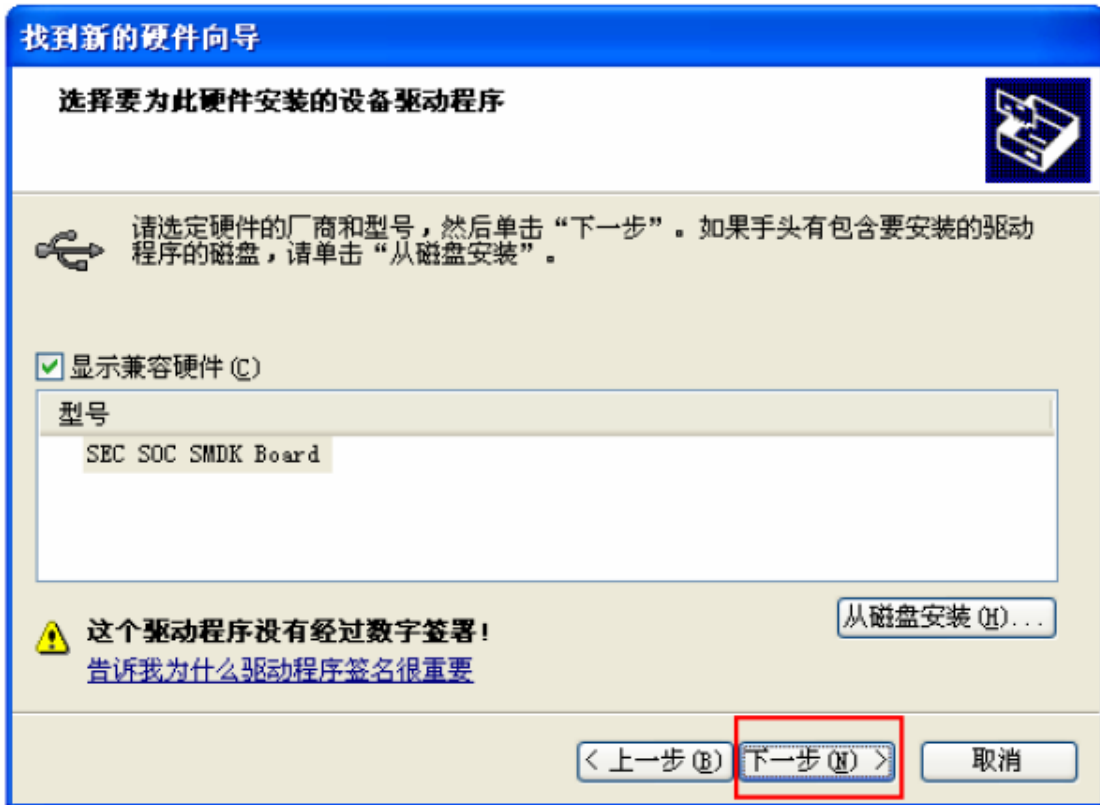 找到新的硬件向导
选择要为此硬件安装的设备驱动程序
请选定硬件的厂商和型号，然后单击“下一步”。如果手头有包含要安装的驱动
程序的磁盘，请单击“从磁盘安装”。
显示兼容硬件(C)
型号
SEC SOC SMDK Board
从磁盘安装(H)...
这个驱动程序没有经过数字签署!
告诉我为什么驱动程序签名很重要
< 上一步(B) 下一步(N) > 取消